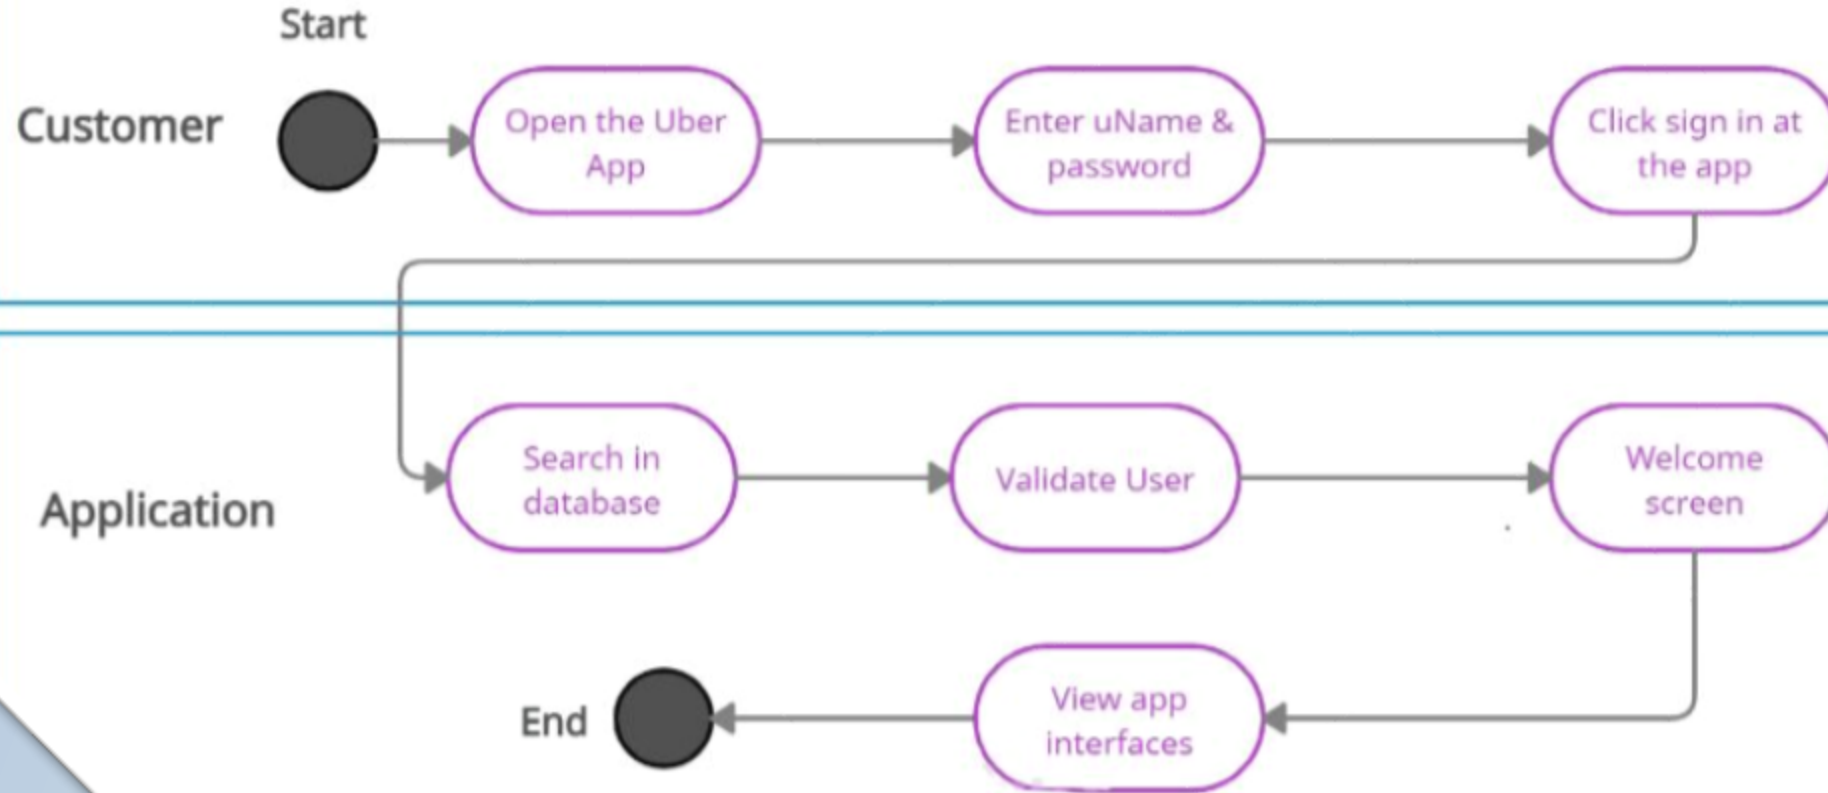 Start
Customer
Open the Uber
App
Enter uName &
password
Click sign in at
the app
Application
Search in
database
Validate User
Welcome
screen
End
View app
interfaces